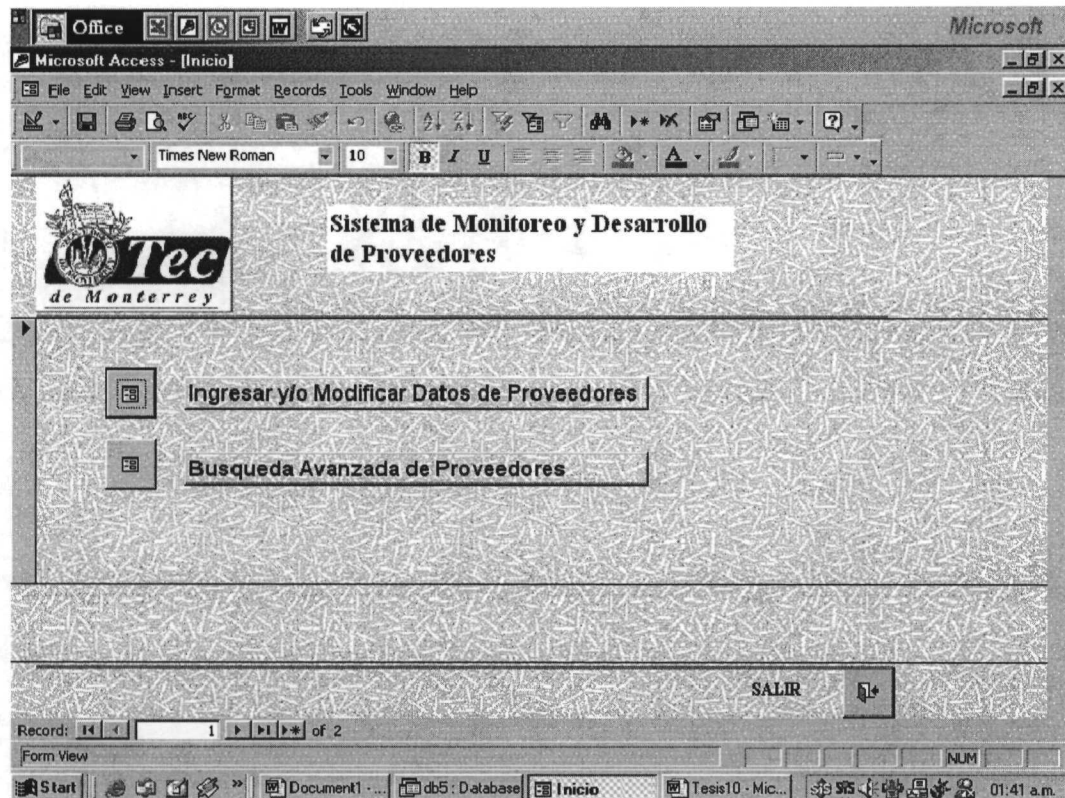 Office
Microsoft
Microsoft Access - [Inicio]
File Edit View Insert Format Records Tools Window Help
Times New Roman 10 B I U A
Tec
de Monterrey
Sistema de Monitoreo y Desarrollo
de Proveedores
Ingresar y/o Modificar Datos de Proveedores
Busqueda Avanzada de Proveedores
SALIR
Record: 1 of 2
Form View NUM
Start Document1 - ... db5 : Database Inicio Tesis10 - Mic... 01:41 a.m.